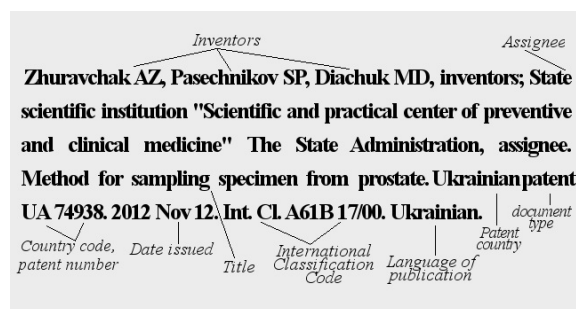 Inventors
Assignee
Zhuravchak AZ, Pasechnikov SP, Diachuk MD, inventors; State
scientific institution "Scientific and practical center of preventive
and clinical medicine" The State Administration, assignee.
Method for sampling specimen from prostate. Ukrainian patent
UA 74938. 2012 Nov 12. Int. Cl. A61B 17/00. Ukrainian.
Country code,
patent number
Date issued
Title
International
Classification
Code
Language of
publication
Patent
country
document
type